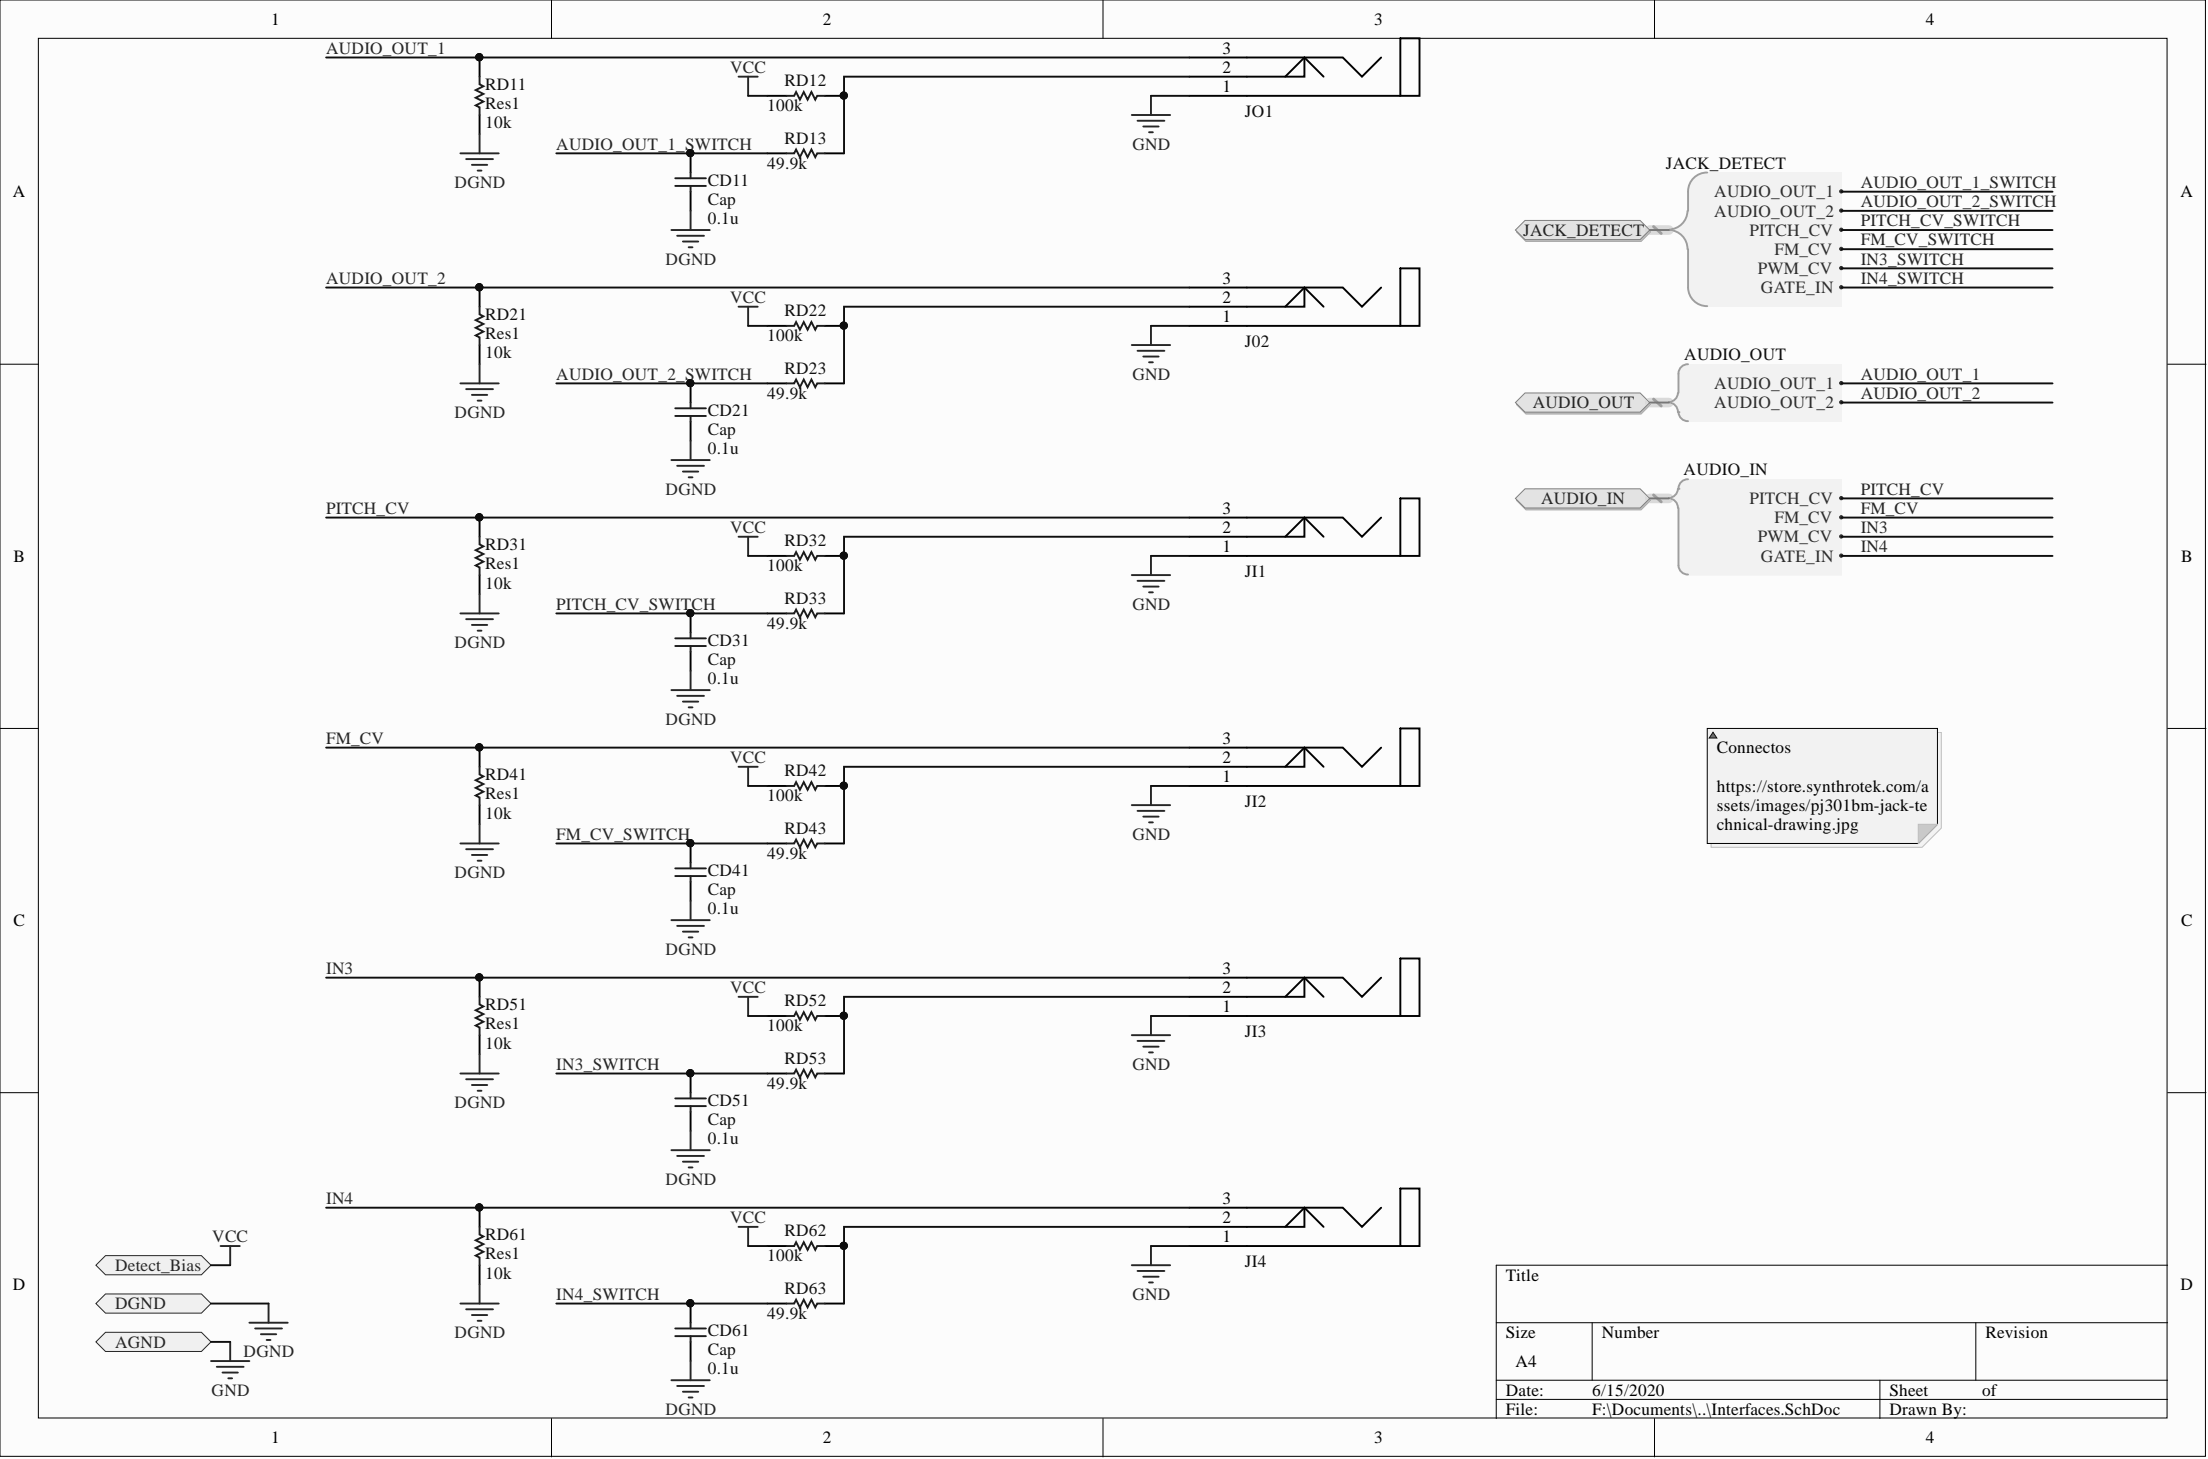 1 2 3 4
A A
B B
C C
D D
AUDIO_OUT_1
RD11
Res1
10k
DGND
VCC
RD12
100k
AUDIO_OUT_1_SWITCH
RD13
49.9k
CD11
Cap
0.1u
DGND
3
2
1
JO1
GND
AUDIO_OUT_2
RD21
Res1
10k
DGND
VCC
RD22
100k
AUDIO_OUT_2_SWITCH
RD23
49.9k
CD21
Cap
0.1u
DGND
3
2
1
J02
GND
PITCH_CV
RD31
Res1
10k
DGND
VCC
RD32
100k
PITCH_CV_SWITCH
RD33
49.9k
CD31
Cap
0.1u
DGND
3
2
1
JI1
GND
FM_CV
RD41
Res1
10k
DGND
VCC
RD42
100k
FM_CV_SWITCH
RD43
49.9k
CD41
Cap
0.1u
DGND
3
2
1
JI2
GND
IN3
RD51
Res1
10k
DGND
VCC
RD52
100k
IN3_SWITCH
RD53
49.9k
CD51
Cap
0.1u
DGND
3
2
1
JI3
GND
IN4
RD61
Res1
10k
DGND
VCC
RD62
100k
IN4_SWITCH
RD63
49.9k
CD61
Cap
0.1u
DGND
3
2
1
JI4
GND
VCC
Detect_Bias
DGND
DGND
AGND
GND
JACK_DETECT
JACK_DETECT
AUDIO_OUT_1 AUDIO_OUT_1_SWITCH
AUDIO_OUT_2 AUDIO_OUT_2_SWITCH
PITCH_CV PITCH_CV_SWITCH
FM_CV FM_CV_SWITCH
PWM_CV IN3_SWITCH
GATE_IN IN4_SWITCH
AUDIO_OUT
AUDIO_OUT
AUDIO_OUT_1 AUDIO_OUT_1
AUDIO_OUT_2 AUDIO_OUT_2
AUDIO_IN
AUDIO_IN
PITCH_CV PITCH_CV
FM_CV FM_CV
PWM_CV IN3
GATE_IN IN4
Connectos
https://store.synthrotek.com/a
ssets/images/pj301bm-jack-te
chnical-drawing.jpg
Title
Size Number Revision
A4
Date: 6/15/2020 Sheet of
File: F:\Documents\..\Interfaces.SchDoc Drawn By:
1 2 3 4